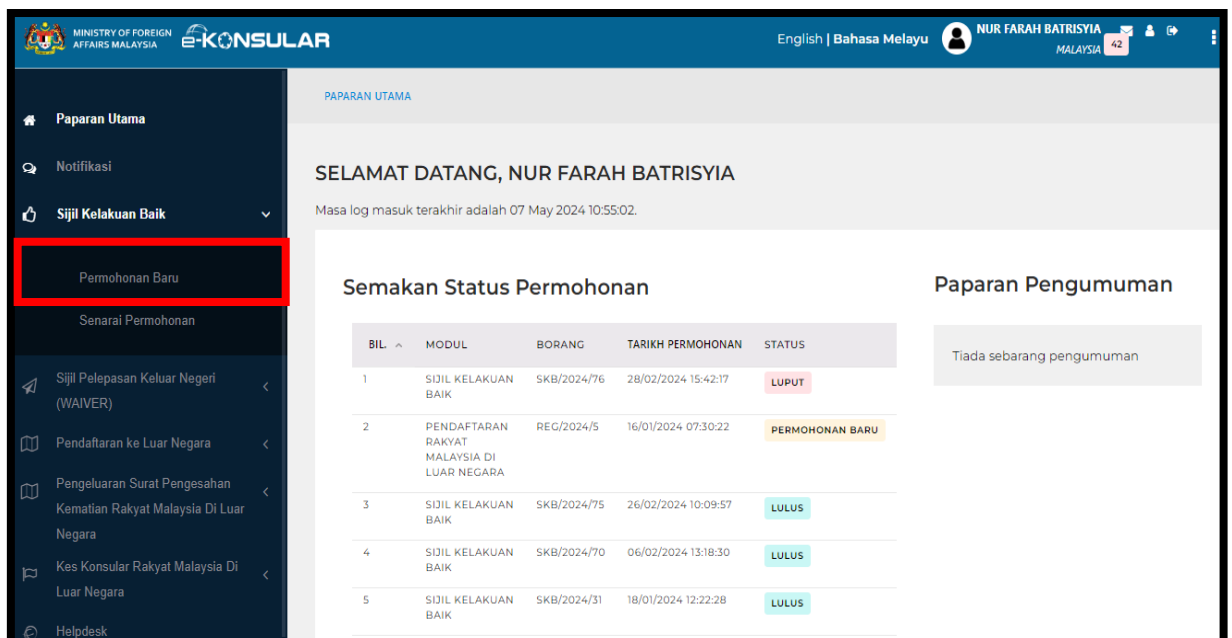 MINISTRY OF FOREIGN
AFFAIRS MALAYSIA
e-KONSULAR
English | Bahasa Melayu
NUR FARAH BATRISYIA
MALAYSIA
42
Paparan Utama
Notifikasi
Sijil Kelakuan Baik
Permohonan Baru
Senarai Permohonan
Sijil Pelepasan Keluar Negeri
(WAIVER)
Pendaftaran ke Luar Negara
Pengeluaran Surat Pengesahan
Kematian Rakyat Malaysia Di Luar
Negara
Kes Konsular Rakyat Malaysia Di
Luar Negara
Helpdesk
PAPARAN UTAMA
SELAMAT DATANG, NUR FARAH BATRISYIA
Masa log masuk terakhir adalah 07 May 2024 10:55:02.
Semakan Status Permohonan
BIL. MODUL BORANG TARIKH PERMOHONAN STATUS
1 SIJIL KELAKUAN SKB/2024/76 28/02/2024 15:42:17 LUPUT
BAIK
2 PENDAFTARAN REG/2024/5 16/01/2024 07:30:22 PERMOHONAN BARU
RAKYAT
MALAYSIA DI
LUAR NEGARA
3 SIJIL KELAKUAN SKB/2024/75 26/02/2024 10:09:57 LULUS
BAIK
4 SIJIL KELAKUAN SKB/2024/70 06/02/2024 13:18:30 LULUS
BAIK
5 SIJIL KELAKUAN SKB/2024/31 18/01/2024 12:22:28 LULUS
BAIK
Paparan Pengumuman
Tiada sebarang pengumuman